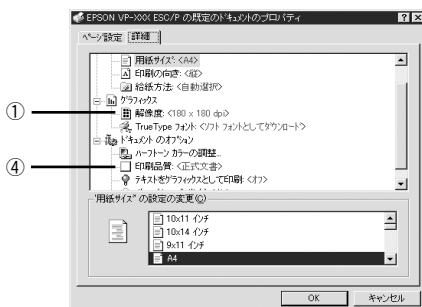 EPSON VP-XXX ESC/P の既定のドキュメントのプロパティ
ページ設定 詳細
用紙サイズ: <A4>
印刷の向き: <縦>
給紙方法: <自動選択>
グラフィックス
① 解像度: <180 x 180 dpi>
TrueType フォント: <ソフト フォントとしてダウンロード>
ドキュメント のオプション
ハーフトーン カラーの調整...
④ 印刷品質: <正式文書>
テキストをグラフィックスとして印刷: <オフ>
"用紙サイズ" の設定の変更(C)
10x11 インチ
10x14 インチ
9x11 インチ
A4
OK キャンセル